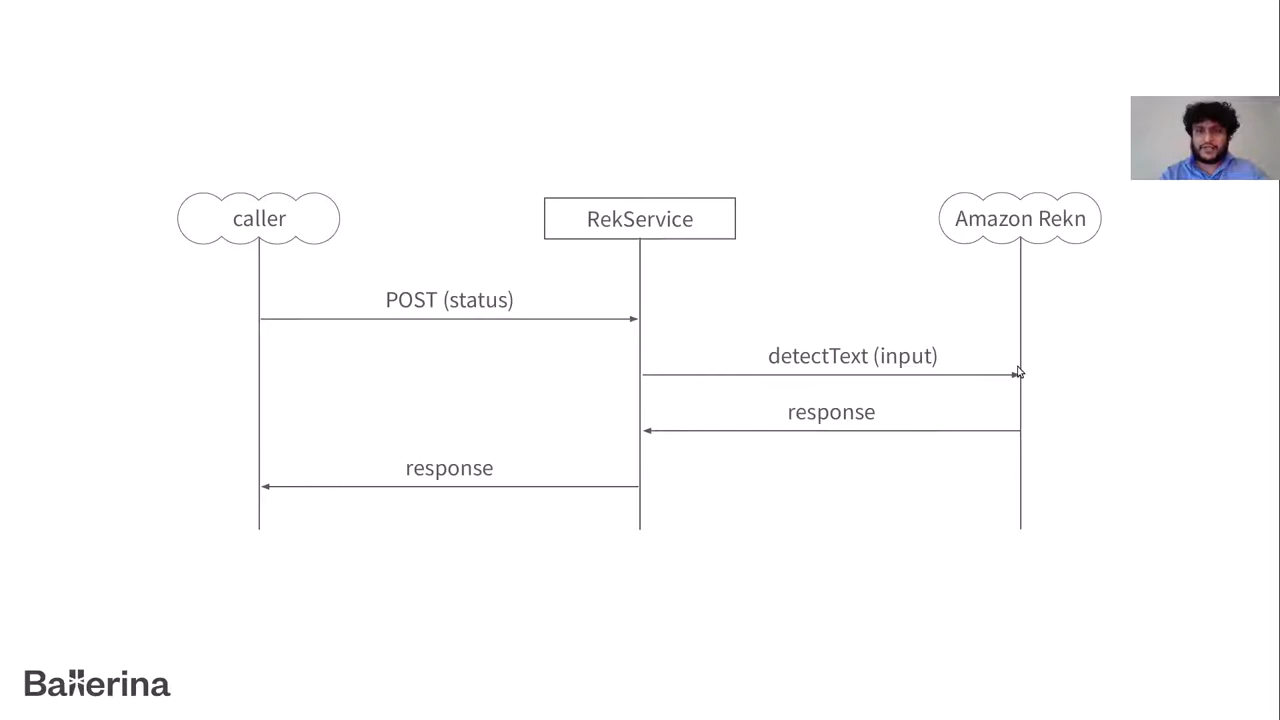 caller
RekService
Amazon Rekn
POST (status)
detectText (input)
response
response
Ballerina